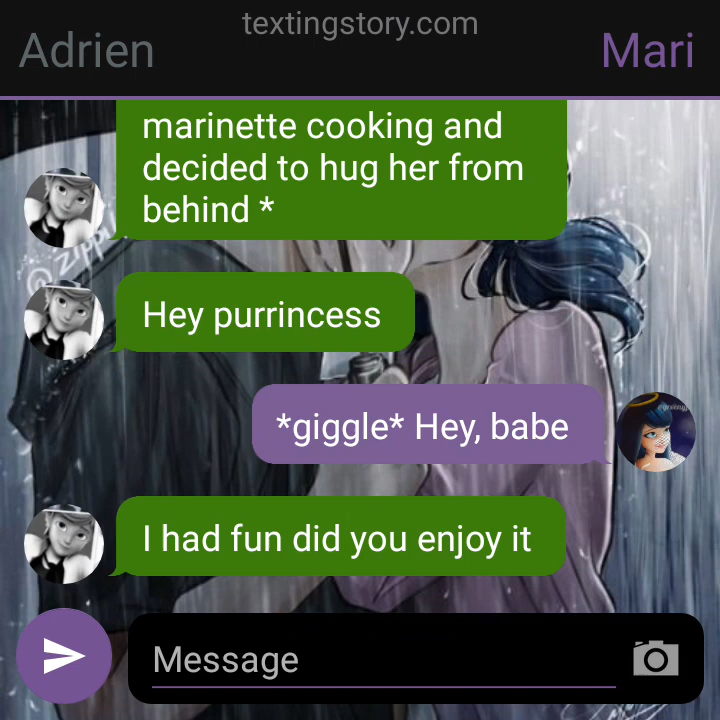 textingstory.com
Adrien
Mari
marinette cooking and
decided to hug her from
behind *
Hey purrincess
*giggle* Hey, babe
I had fun did you enjoy it
Message